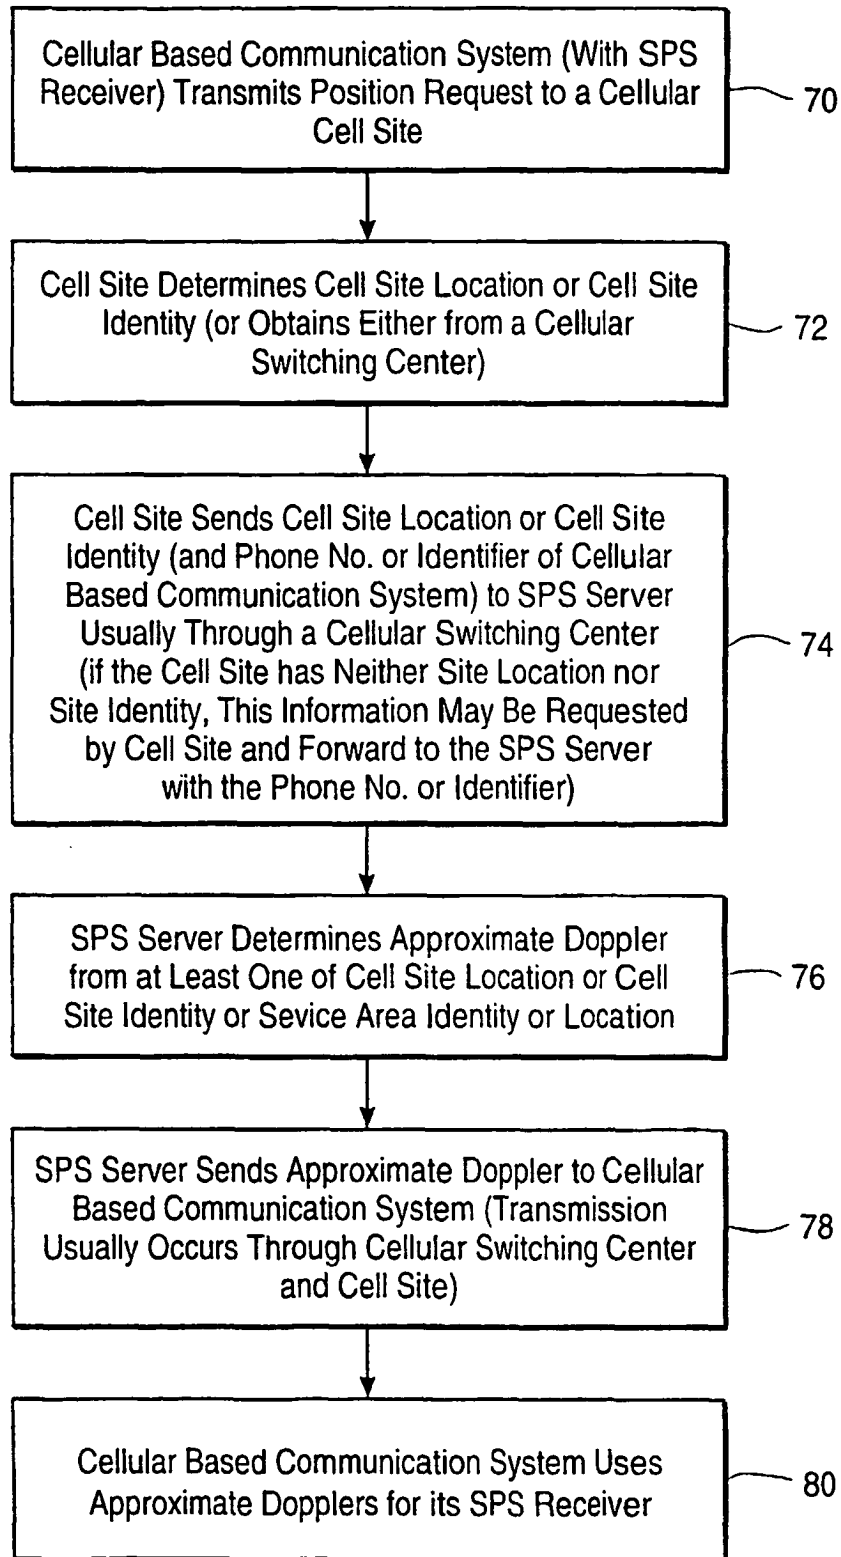 Cellular Based Communication System (With SPS
Receiver) Transmits Position Request to a Cellular
Cell Site
70
Cell Site Determines Cell Site Location or Cell Site
Identity (or Obtains Either from a Cellular
Switching Center)
72
Cell Site Sends Cell Site Location or Cell Site
Identity (and Phone No. or Identifier of Cellular
Based Communication System) to SPS Server
Usually Through a Cellular Switching Center
(if the Cell Site has Neither Site Location nor
Site Identity, This Information May Be Requested
by Cell Site and Forward to the SPS Server
with the Phone No. or Identifier)
74
SPS Server Determines Approximate Doppler
from at Least One of Cell Site Location or Cell
Site Identity or Sevice Area Identity or Location
76
SPS Server Sends Approximate Doppler to Cellular
Based Communication System (Transmission
Usually Occurs Through Cellular Switching Center
and Cell Site)
78
Cellular Based Communication System Uses
Approximate Dopplers for its SPS Receiver
80